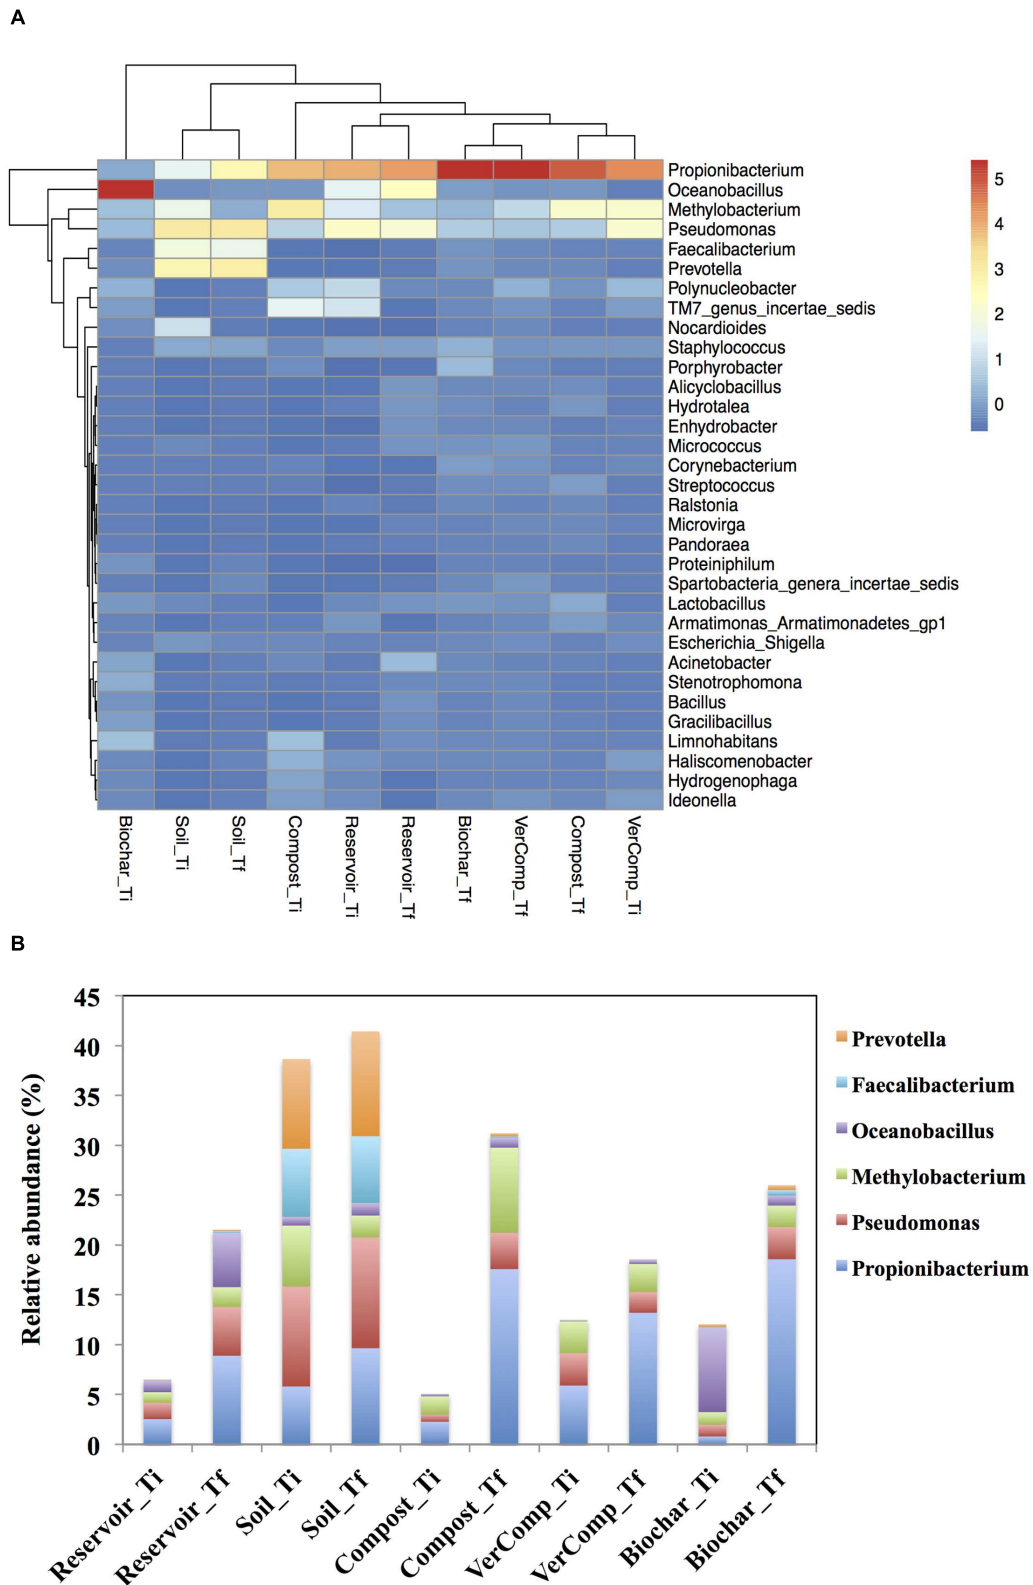 A
Propionibacterium
Oceanobacillus
Methylobacterium
Pseudomonas
Faecalibacterium
Prevotella
Polynucleobacter
TM7_genus_incertae_sedis
Nocardioides
Staphylococcus
Porphyrobacter
Alicyclobacillus
Hydrotalea
Enhydrobacter
Micrococcus
Corynebacterium
Streptococcus
Ralstonia
Microvirga
Pandoraea
Proteiniphilum
Spartobacteria_genera_incertae_sedis
Lactobacillus
Armatimonas_Armatimonadetes_gp1
Escherichia_Shigella
Acinetobacter
Stenotrophomona
Bacillus
Gracilibacillus
Limnohabitans
Haliscomenobacter
Hydrogenophaga
Ideonella
5
4
3
2
1
0
Biochar_Ti
Soil_Ti
Soil_Tf
Compost_Ti
Reservoir_Ti
Reservoir_Tf
Biochar_Tf
VerComp_Tf
Compost_Tf
VerComp_Ti
B
Relative abundance (%)
45
40
35
30
25
20
15
10
5
0
Reservoir_Ti
Reservoir_Tf
Soil_Ti
Soil_Tf
Compost_Ti
Compost_Tf
VerComp_Ti
VerComp_Tf
Biochar_Ti
Biochar_Tf
Prevotella
Faecalibacterium
Oceanobacillus
Methylobacterium
Pseudomonas
Propionibacterium